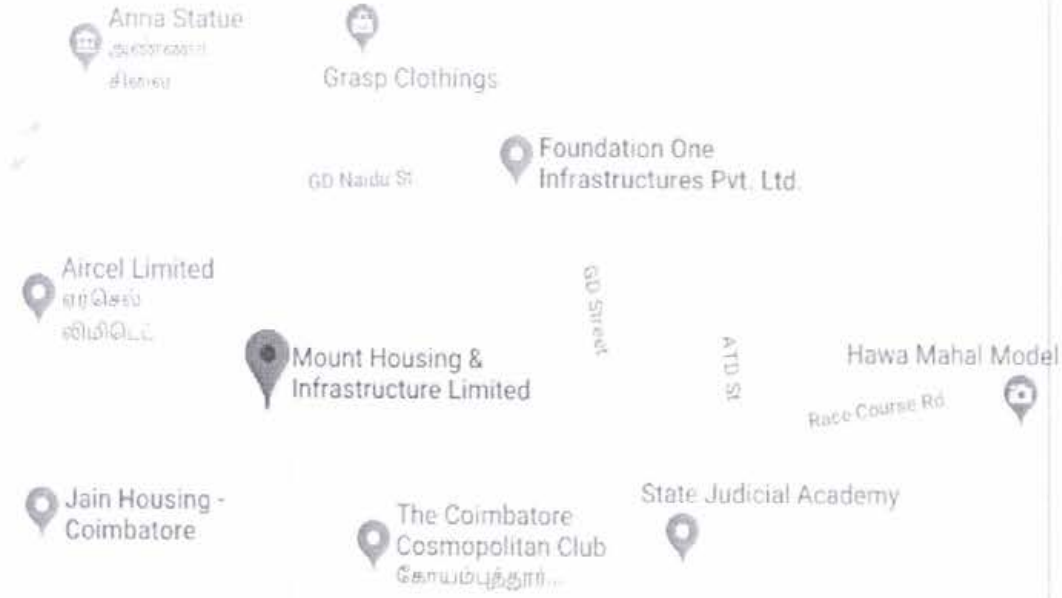 Anna Statue
அண்ணா
சிலை
Grasp Clothings
Foundation One
Infrastructures Pvt. Ltd.
GD Naidu St
Aircel Limited
ஏர்செல்
லிமிடெட்
GD Street
Mount Housing &
Infrastructure Limited
ATD St
Hawa Mahal Model
Race Course Rd
Jain Housing -
Coimbatore
The Coimbatore
Cosmopolitan Club
கோயம்புத்தூர்...
State Judicial Academy